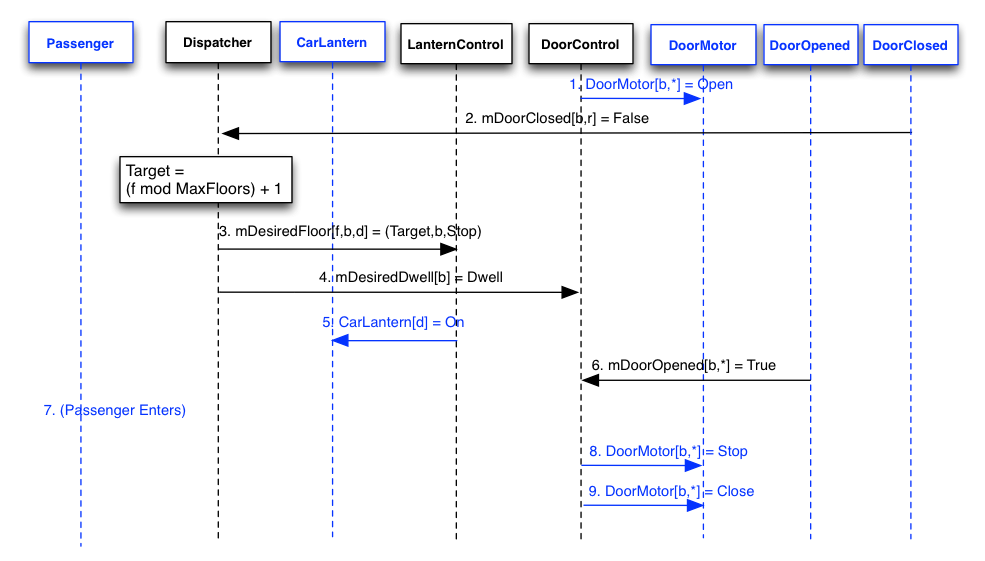 Passenger
Dispatcher
CarLantern
LanternControl
DoorControl
DoorMotor
DoorOpened
DoorClosed
1. DoorMotor[b,*] = Open
2. mDoorClosed[b,r] = False
Target =
(f mod MaxFloors) + 1
3. mDesiredFloor[f,b,d] = (Target,b,Stop)
4. mDesiredDwell[b] = Dwell
5. CarLantern[d] = On
6. mDoorOpened[b,*] = True
7. (Passenger Enters)
8. DoorMotor[b,*] = Stop
9. DoorMotor[b,*] = Close